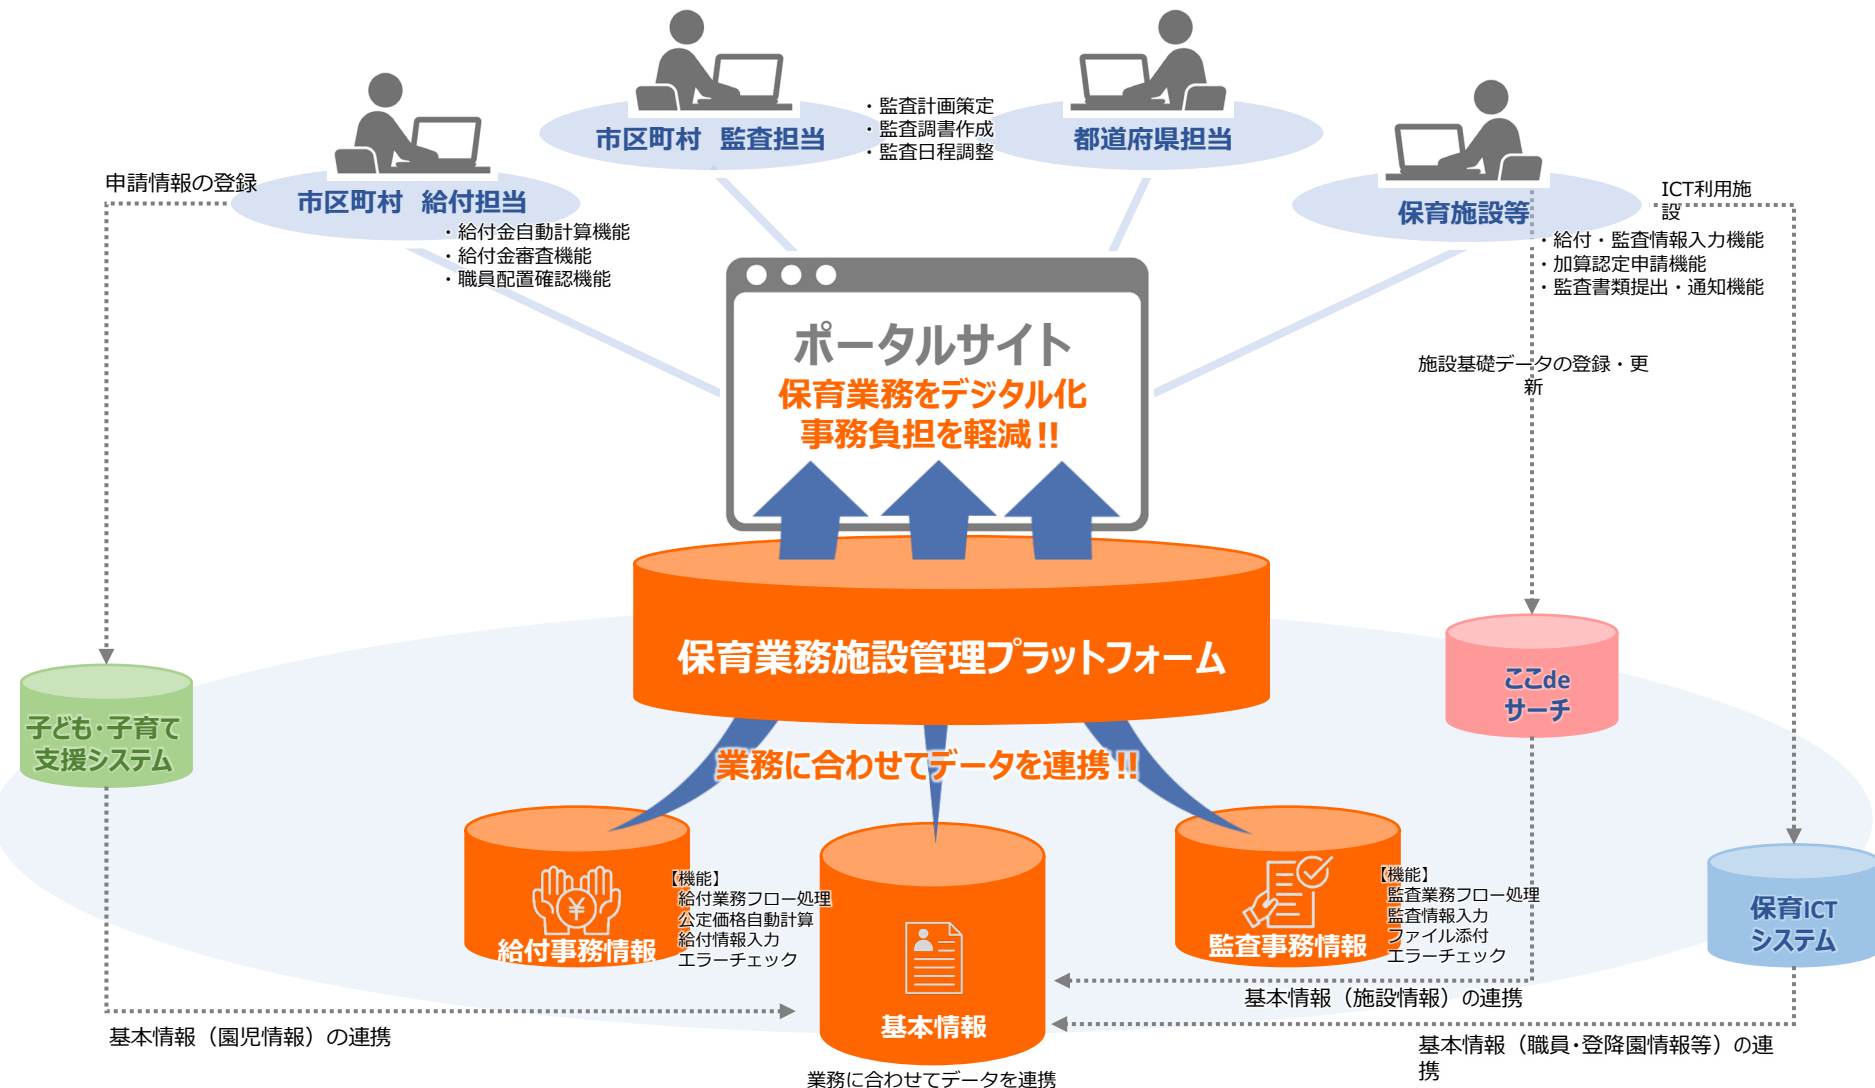 市区町村　監査担当
・監査計画策定
・監査調書作成
・監査日程調整
都道府県担当
市区町村　給付担当
・給付金自動計算機能
・給付金審査機能
・職員配置確認機能
申請情報の登録
保育施設等
ICT利用施
設
・給付・監査情報入力機能
・加算認定申請機能
・監査書類提出・通知機能
ポータルサイト
保育業務をデジタル化
事務負担を軽減!!
施設基礎データの登録・更
新
保育業務施設管理プラットフォーム
ここde
サーチ
子ども・子育て
支援システム
業務に合わせてデータを連携!!
給付事務情報
【機能】
給付業務フロー処理
公定価格自動計算
給付情報入力
エラーチェック
基本情報
監査事務情報
【機能】
監査業務フロー処理
監査情報入力
ファイル添付
エラーチェック
保育ICT
システム
基本情報（施設情報）の連携
基本情報（園児情報）の連携
基本情報（職員・登降園情報等）の連
携
業務に合わせてデータを連携